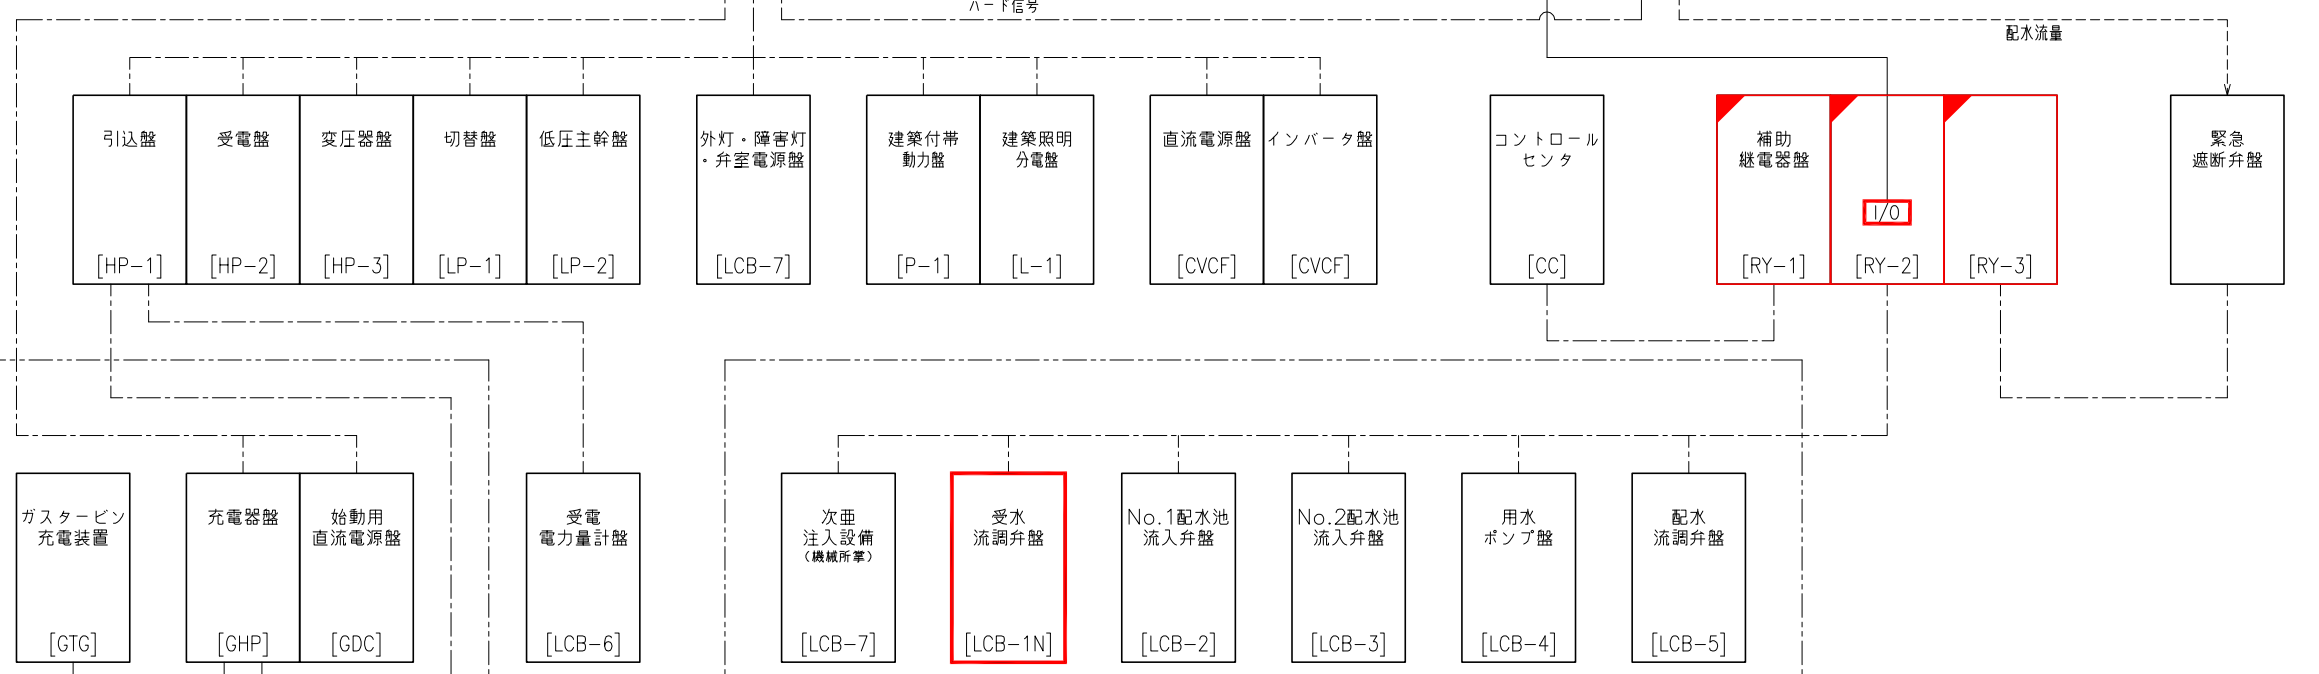 ハード信号
配水流量
引込盤
[HP-1]
受電盤
[HP-2]
変圧器盤
[HP-3]
切替盤
[LP-1]
低圧主幹盤
[LP-2]
外灯・障害灯
・弁室電源盤
[LCB-7]
建築付帯
動力盤
[P-1]
建築照明
分電盤
[L-1]
直流電源盤
[CVCF]
インバータ盤
[CVCF]
コントロール
センタ
[CC]
補助
継電器盤
[RY-1]
I/O
[RY-2]
[RY-3]
緊急
遮断弁盤
ガスタービン
充電装置
[GTG]
充電器盤
[GHP]
始動用
直流電源盤
[GDC]
受電
電力量計盤
[LCB-6]
次亜
注入設備
(機械所掌)
[LCB-7]
受水
流調弁盤
[LCB-1N]
No.1配水池
流入弁盤
[LCB-2]
No.2配水池
流入弁盤
[LCB-3]
用水
ポンプ盤
[LCB-4]
配水
流調弁盤
[LCB-5]